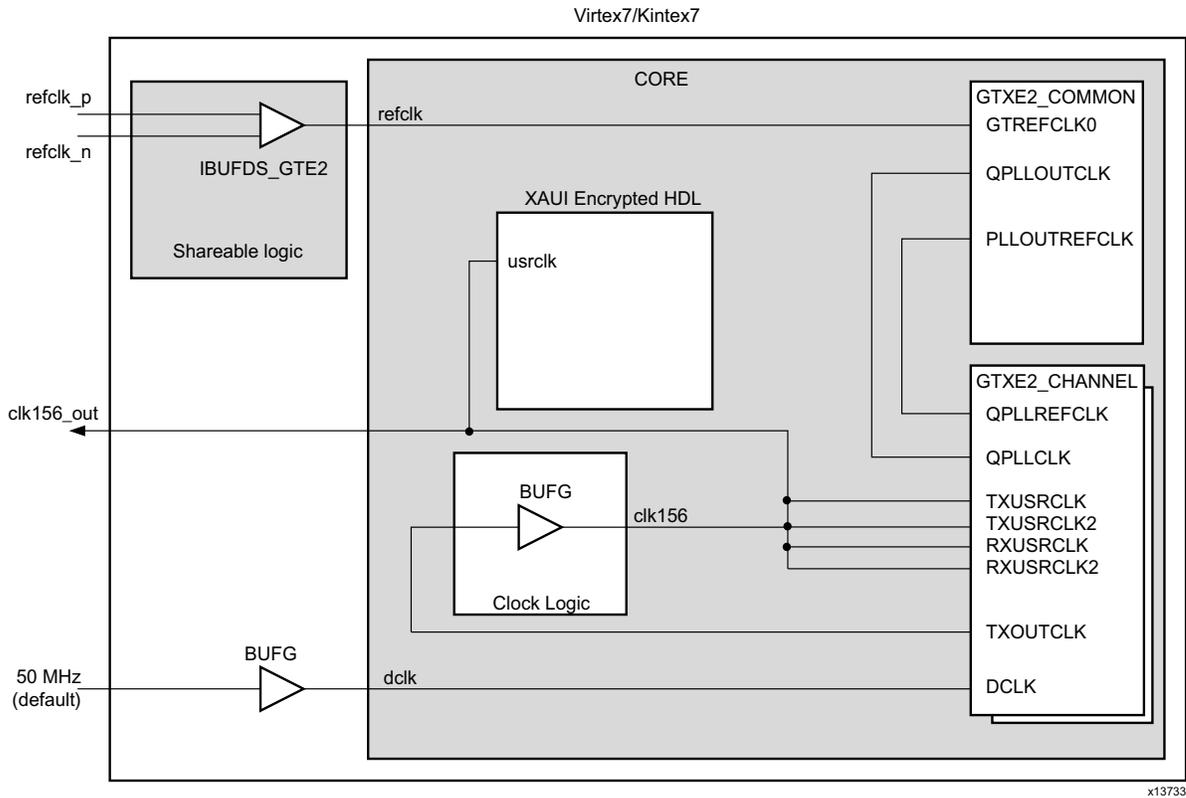 Virtex7/Kintex7
CORE
refclk_p
refclk_n
IBUFDS_GTE2
Shareable logic
refclk
GTXE2_COMMON
GTREFCLK0
QPLLOUTCLK
PLLOUTREFCLK
XAUI Encrypted HDL
usrclk
clk156_out
BUFG
clk156
Clock Logic
GTXE2_CHANNEL
QPLLREFCLK
QPLLCLK
TXUSRCLK
TXUSRCLK2
RXUSRCLK
RXUSRCLK2
TXOUTCLK
DCLK
50 MHz
(default)
BUFG
dclk
x13733